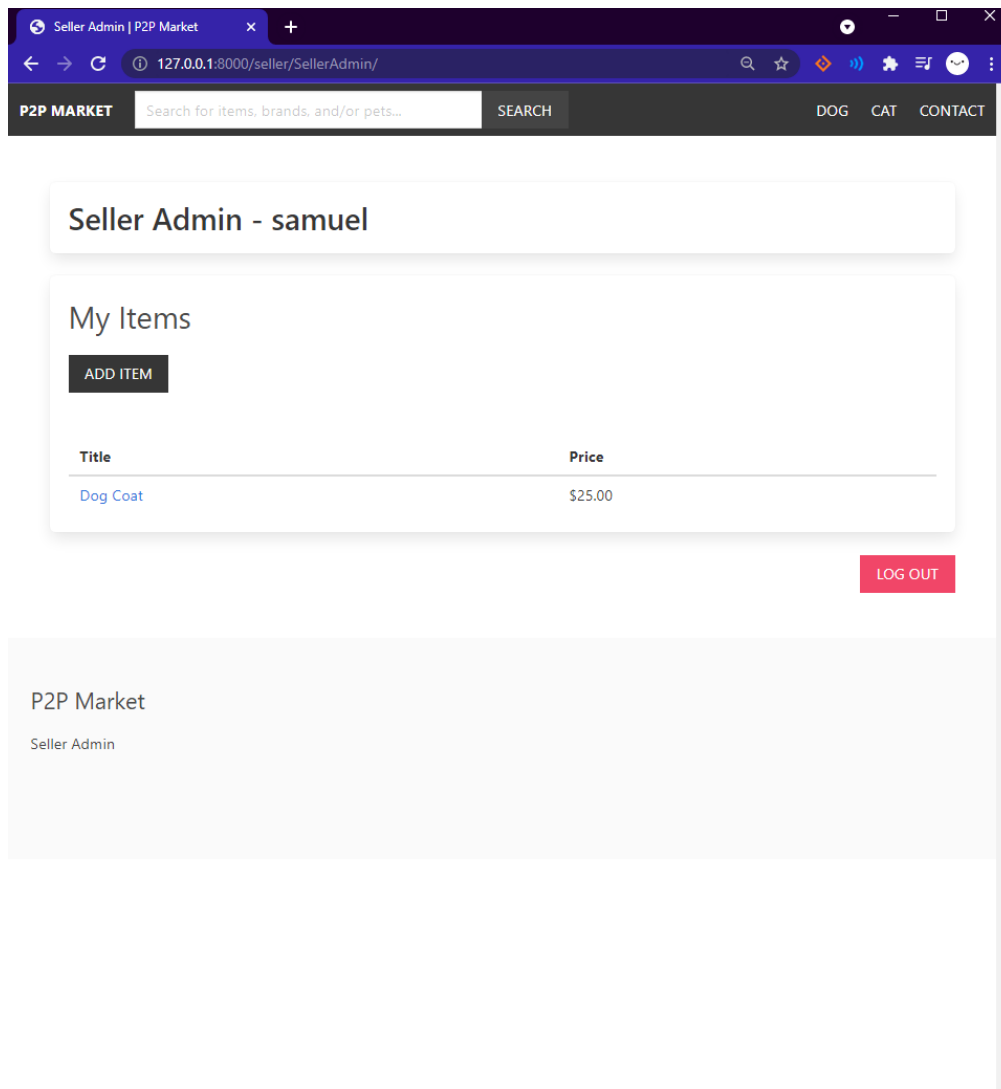 Seller Admin | P2P Market
127.0.0.1:8000/seller/SellerAdmin/
P2P MARKET Search for items, brands, and/or pets... SEARCH DOG CAT CONTACT
Seller Admin - samuel
My Items
ADD ITEM
Title Price
Dog Coat $25.00
LOG OUT
P2P Market
Seller Admin